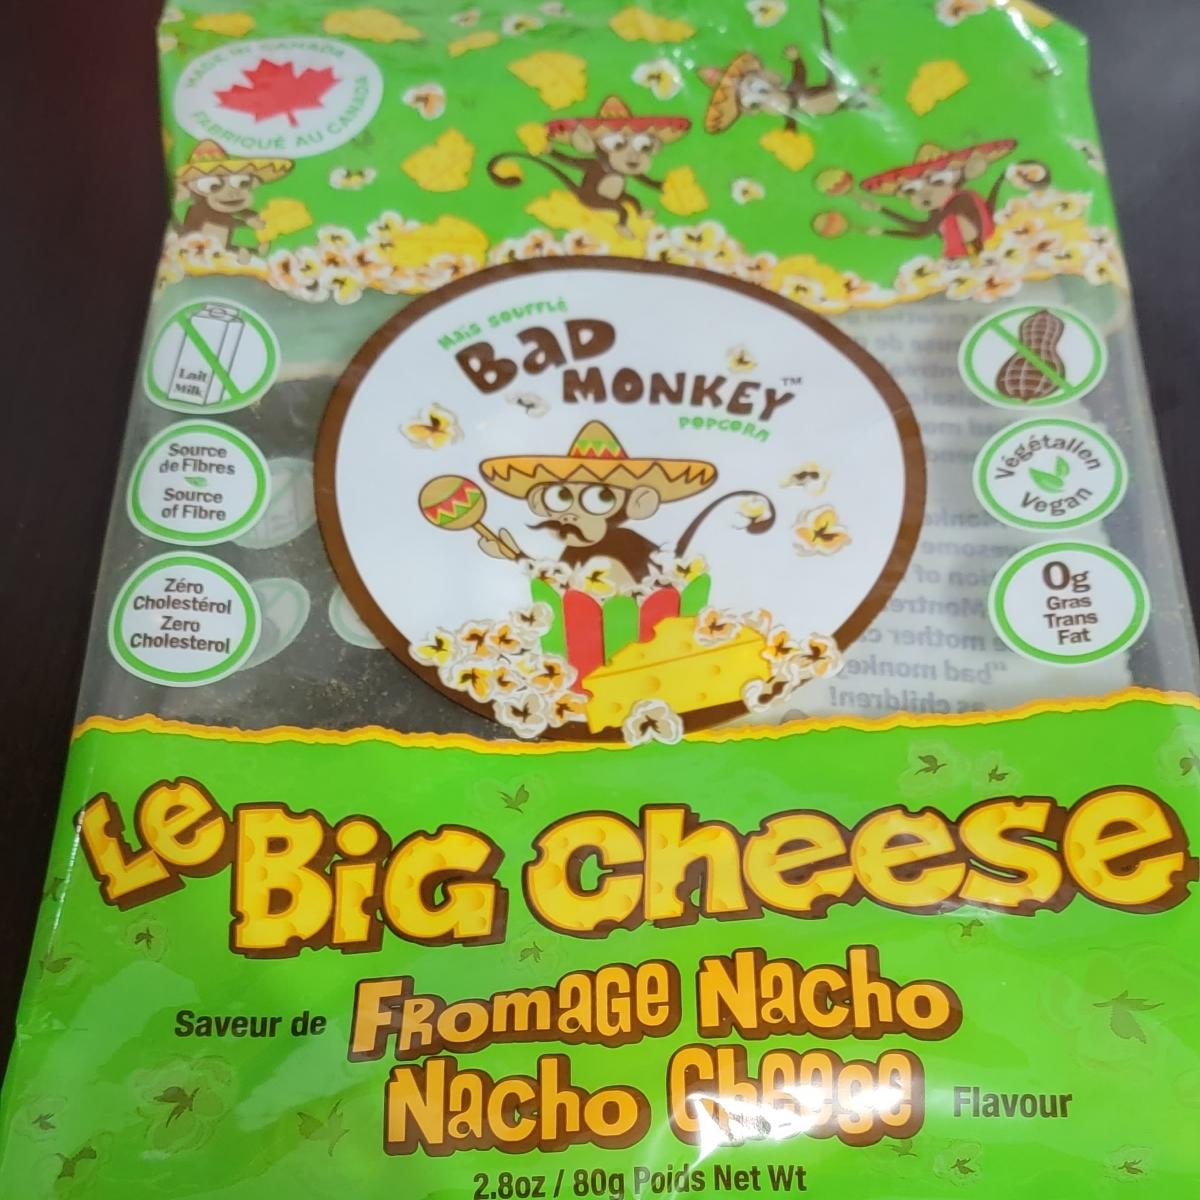 MADE IN CANADA
FABRIQUÉ AU CANADA
Maïs soufflé
Bad
MONKEY™
POPCORN
Lait
Milk
Source
de Fibres
Source
of Fibre
Zéro
Cholestérol
Zero
Cholesterol
Végétalien
Vegan
0g
Gras
Trans
Fat
Le BiG Cheese
Saveur de Fromage Nacho
Nacho Cheese Flavour
2.8oz / 80g Poids Net Wt